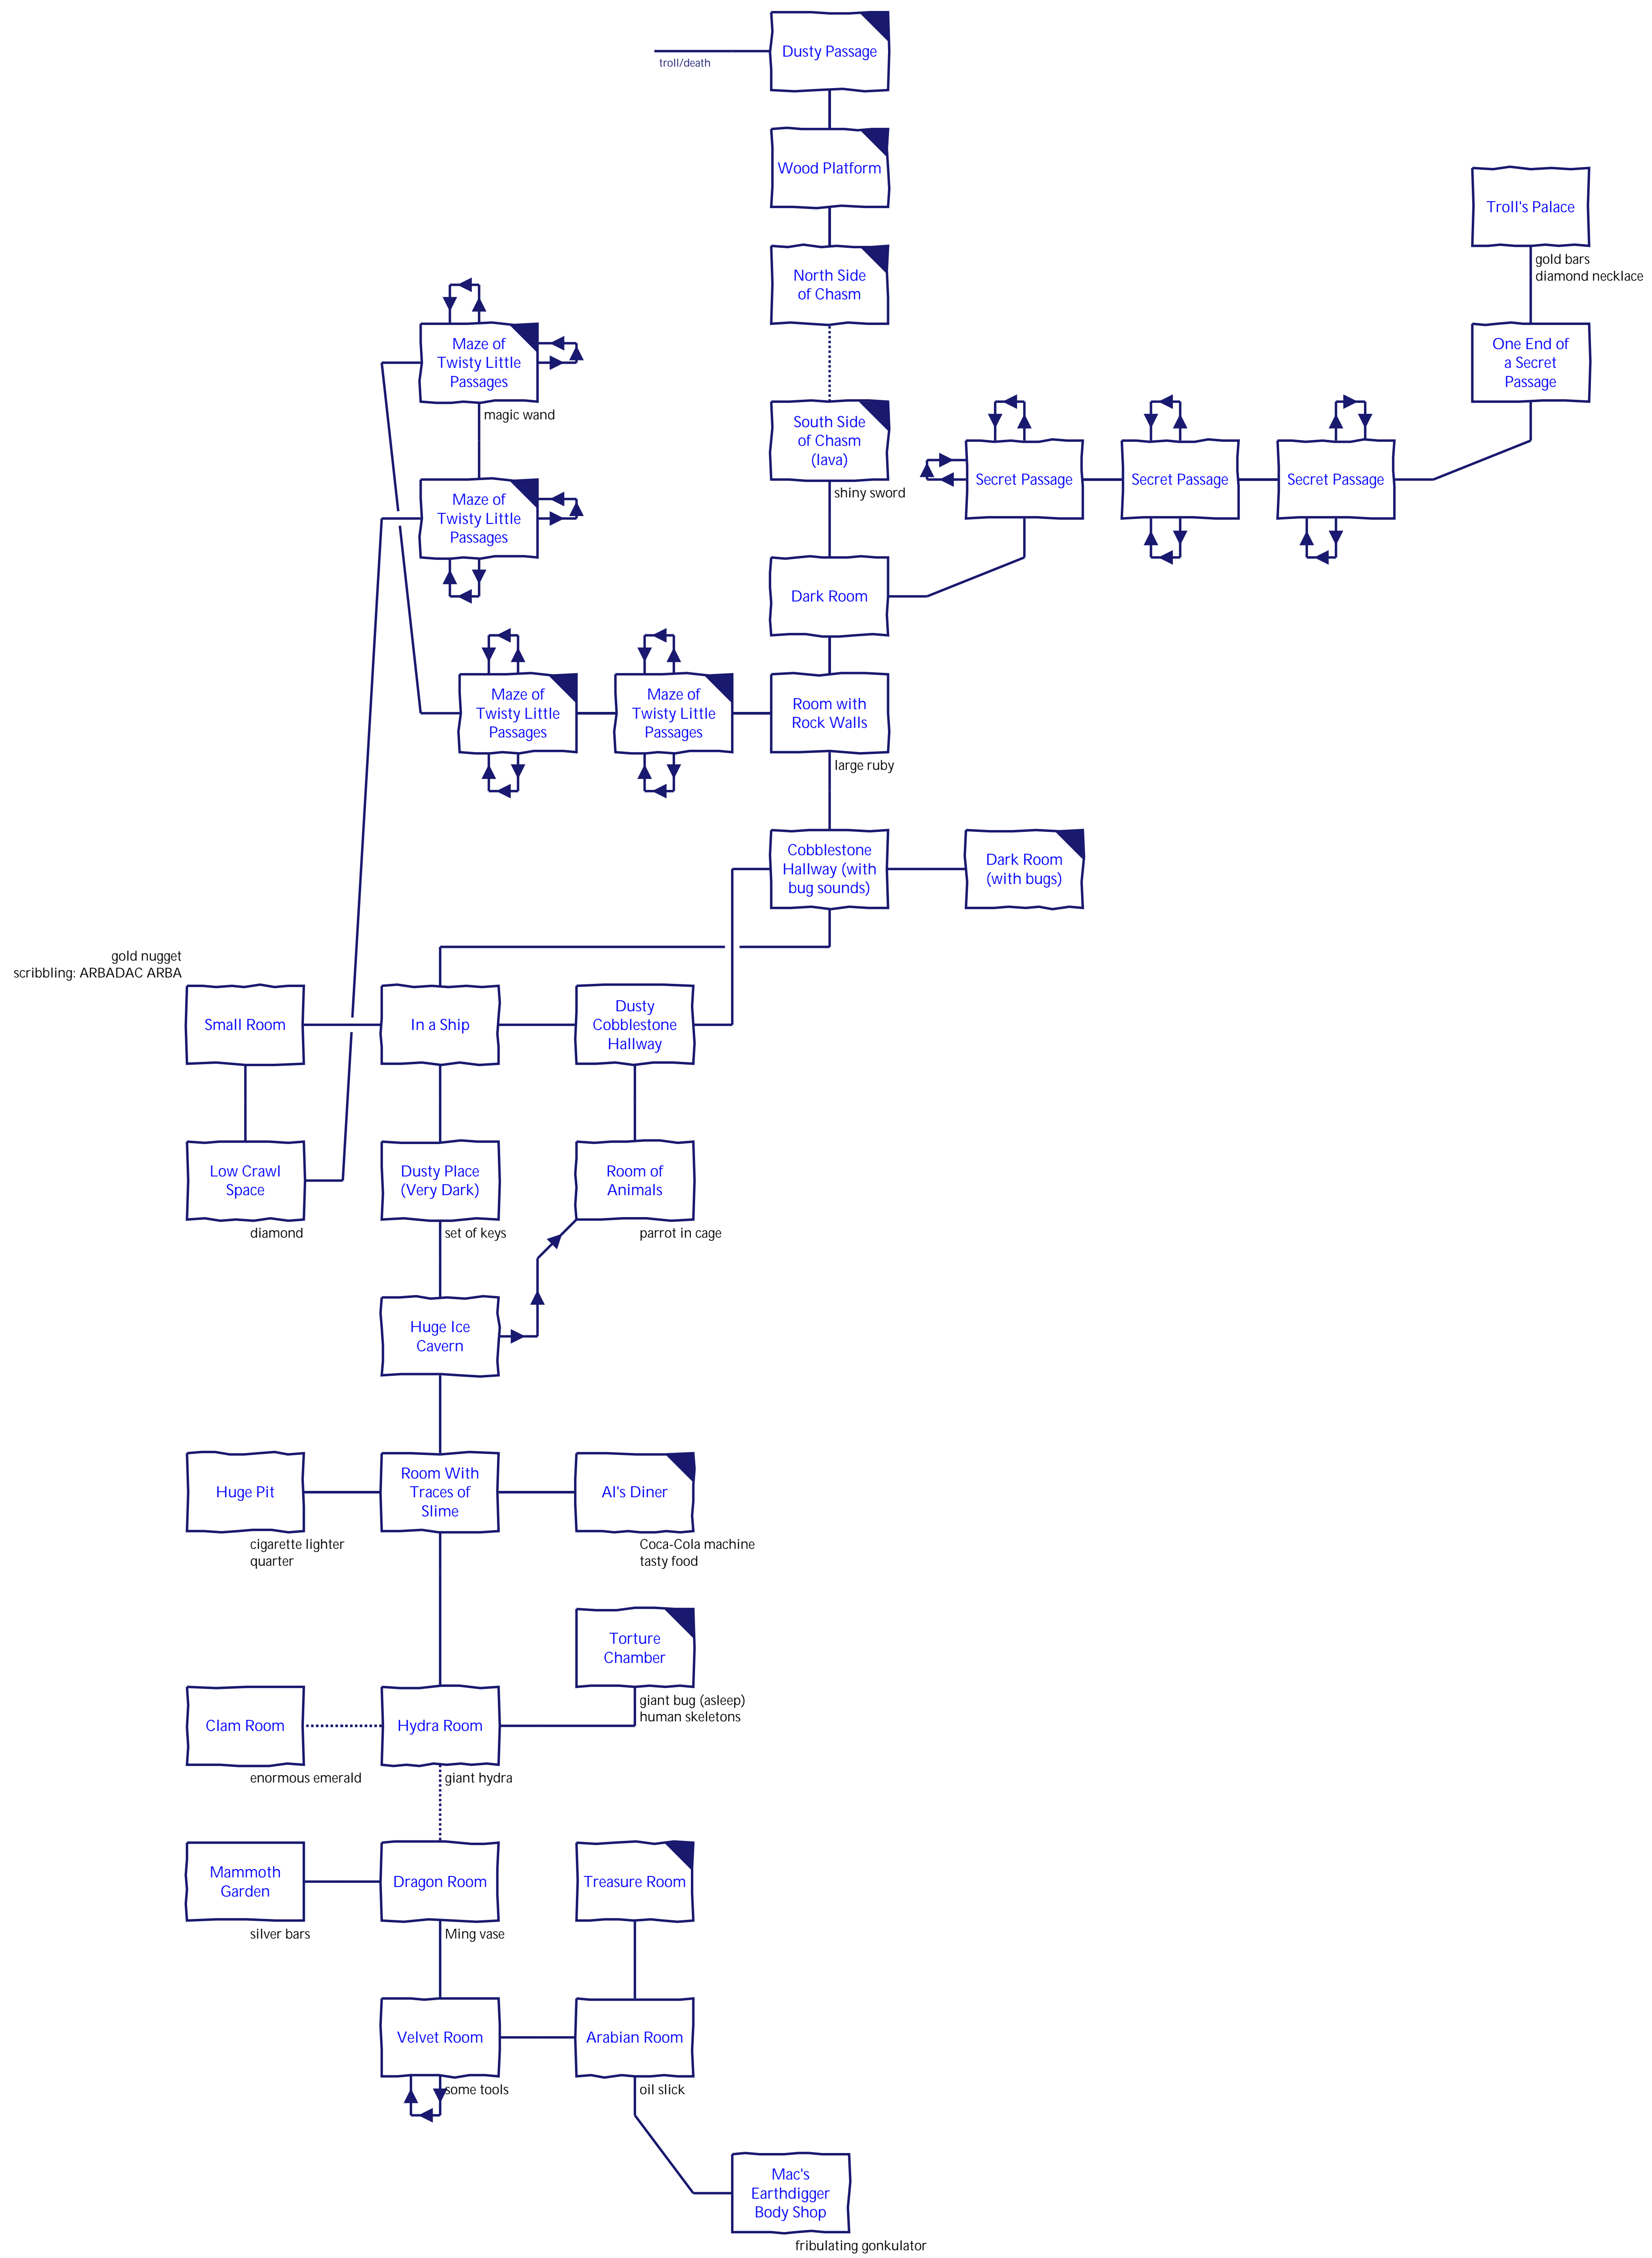 Dusty Passage
troll/death
Wood Platform
Troll's Palace
gold bars
diamond necklace
North Side
of Chasm
Maze of
Twisty Little
Passages
magic wand
One End of
a Secret
Passage
South Side
of Chasm
(lava)
shiny sword
Secret Passage
Secret Passage
Secret Passage
Maze of
Twisty Little
Passages
Dark Room
Maze of
Twisty Little
Passages
Maze of
Twisty Little
Passages
Room with
Rock Walls
large ruby
Cobblestone
Hallway (with
bug sounds)
Dark Room
(with bugs)
gold nugget
scribbling: ARBADAC ARBA
Small Room
In a Ship
Dusty
Cobblestone
Hallway
Low Crawl
Space
diamond
Dusty Place
(Very Dark)
set of keys
Room of
Animals
parrot in cage
Huge Ice
Cavern
Huge Pit
cigarette lighter
quarter
Room With
Traces of
Slime
Al's Diner
Coca-Cola machine
tasty food
Torture
Chamber
giant bug (asleep)
human skeletons
Clam Room
enormous emerald
Hydra Room
giant hydra
Mammoth
Garden
silver bars
Dragon Room
Ming vase
Treasure Room
Velvet Room
some tools
Arabian Room
oil slick
Mac's
Earthdigger
Body Shop
fribulating gonkulator